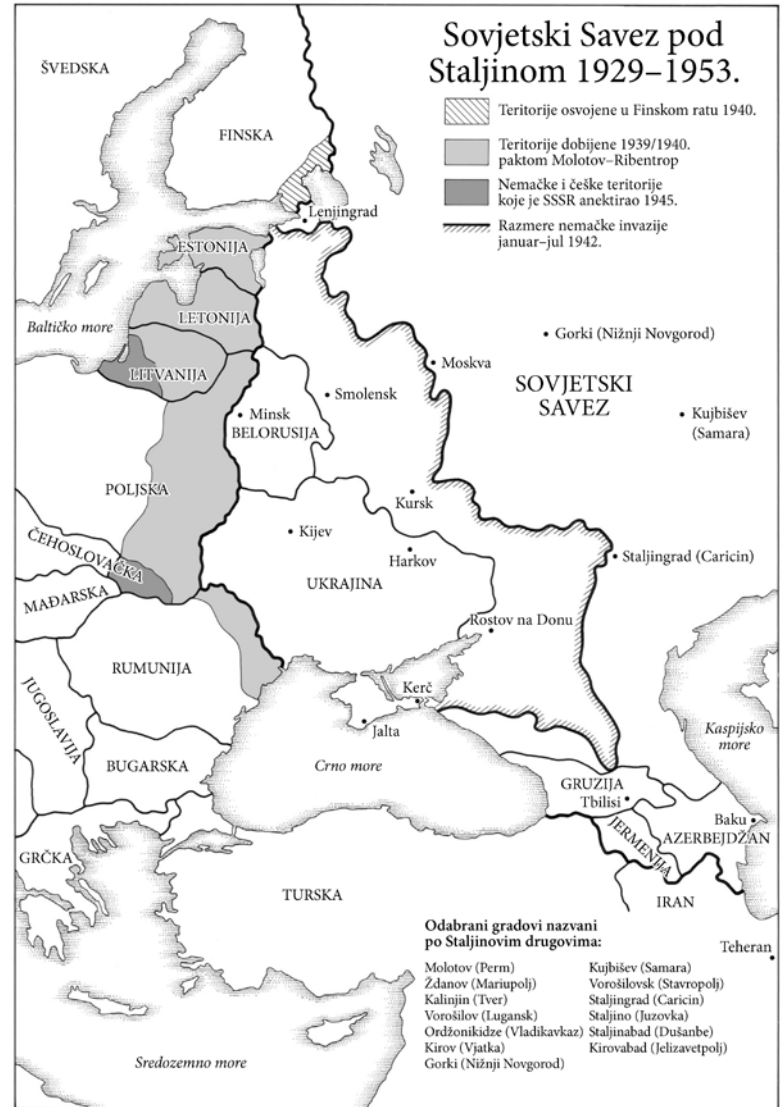 Sovjetski Savez pod
Staljinom 1929–1953.
Teritorije osvojene u Finskom ratu 1940.
Teritorije dobijene 1939/1940.
paktom Molotov–Ribentrop
Nemačke i češke teritorije
koje je SSSR anektirao 1945.
Razmere nemačke invazije
januar–jul 1942.
ŠVEDSKA
FINSKA
Lenjingrad
ESTONIJA
LETONIJA
Baltičko more
LITVANIJA
Gorki (Nižnji Novgorod)
Moskva
SOVJETSKI
SAVEZ
Smolensk
Minsk
BELORUSIJA
Kujbišev
(Samara)
POLJSKA
Kursk
Kijev
Harkov
ČEHOSLOVAČKA
Staljingrad (Caricin)
MAĐARSKA
UKRAJINA
Rostov na Donu
RUMUNIJA
JUGOSLAVIJA
Kerč
Jalta
Kaspijsko
more
BUGARSKA
Crno more
GRUZIJA
Tbilisi
Baku
AZERBEJDŽAN
JERMENIJA
GRČKA
TURSKA
IRAN
Teheran
Sredozemno more
Odabrani gradovi nazvani
po Staljinovim drugovima:
Molotov (Perm)
Ždanov (Mariupolj)
Kalinjin (Tver)
Vorošilov (Lugansk)
Ordžonikidze (Vladikavkaz)
Kirov (Vjatka)
Gorki (Nižnji Novgorod)
Kujbišev (Samara)
Vorošilovsk (Stavropolj)
Staljingrad (Caricin)
Staljino (Juzovka)
Staljinabad (Dušanbe)
Kirovabad (Jelizavetpolj)